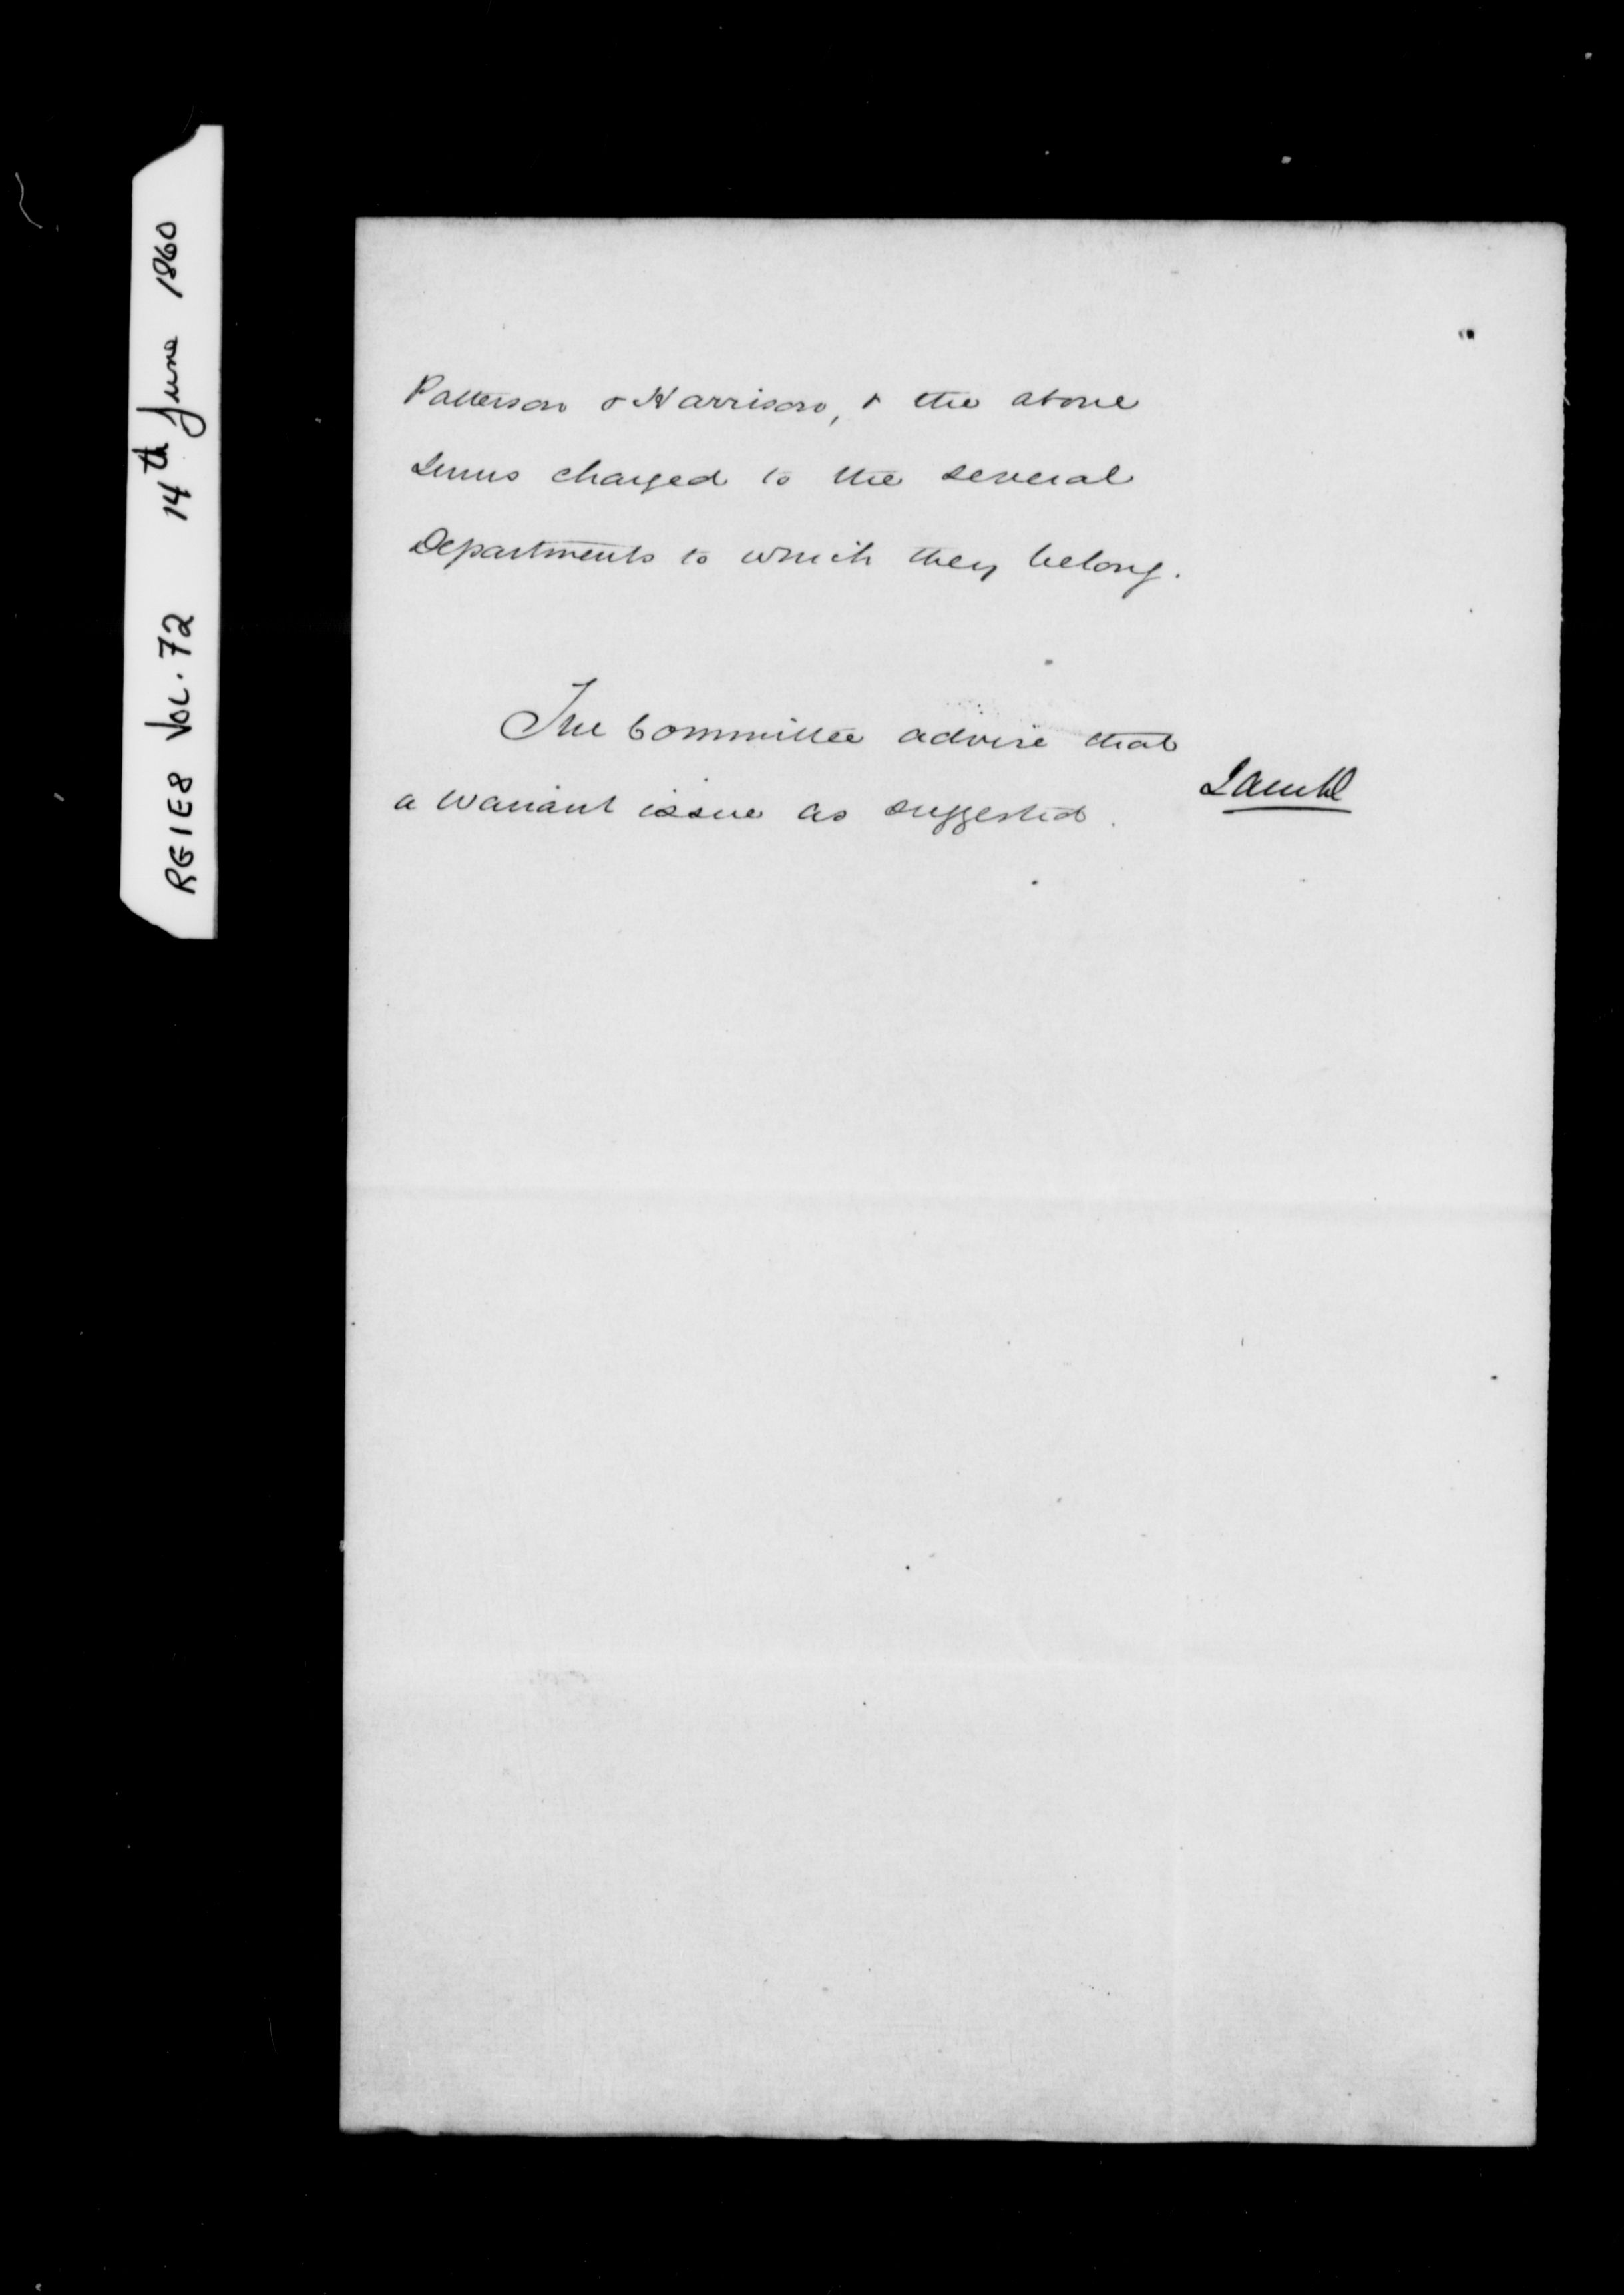 RG1E8 VOL. 72 14th June 1860
Patterson & Harrison, & the above
sums charged to the several
Departments to which they belong.
The Committee advise that
a warrant issue as suggested.